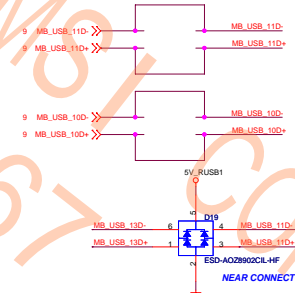 9 MB_USB_11D- MB_USB_11D-
9 MB_USB_11D+ MB_USB_11D+
9 MB_USB_10D- MB_USB_10D-
9 MB_USB_10D+ MB_USB_10D+
5V_RUSB1
5
D19
MB_USB_13D- 6 4 MB_USB_11D-
MB_USB_13D+ 1 3 MB_USB_11D+
2
ESD-AOZ8902CIL-HF
NEAR CONNECT